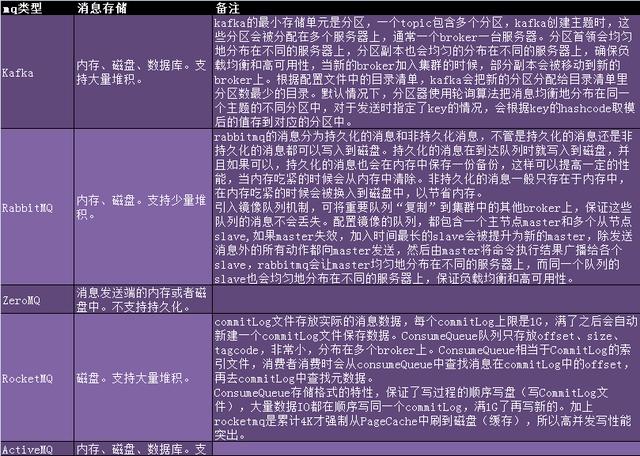 mq类型 消息存储 备注
Kafka
内存、磁盘、数据库。支
持大量堆积。
kafka的最小存储单元是分区，一个topic包含多个分区，kafka创建主题时，这
些分区会被分配在多个服务器上，通常一个broker一台服务器。分区首领会均匀
地分布在不同的服务器上，分区副本也会均匀的分布在不同的服务器上，确保负
载均衡和高可用性，当新的broker加入集群的时候，部分副本会被移动到新的
broker上。根据配置文件中的目录清单，kafka会把新的分区分配给目录清单里
分区数最少的目录。默认情况下，分区器使用轮询算法把消息均衡地分布在同一
个主题的不同分区中，对于发送时指定了key的情况，会根据key的hashcode取模
后的值存到对应的分区中。
RabbitMQ
内存、磁盘。支持少量堆
积。
rabbitmq的消息分为持久化的消息和非持久化消息，不管是持久化的消息还是非
持久化的消息都可以写入到磁盘。持久化的消息在到达队列时就写入到磁盘，并
且如果可以，持久化的消息也会在内存中保存一份备份，这样可以提高一定的性
能，当内存吃紧的时候会从内存中清除。非持久化的消息一般只存在于内存中，
在内存吃紧的时候会被换入到磁盘中，以节省内存。
引入镜像队列机制，可将重要队列“复制”到集群中的其他broker上，保证这些
队列的消息不会丢失。配置镜像的队列，都包含一个主节点master和多个从节点
slave,如果master失效，加入时间最长的slave会被提升为新的master，除发送
消息外的所有动作都向master发送，然后由master将命令执行结果广播给各个
slave，rabbitmq会让master均匀地分布在不同的服务器上，而同一个队列的
slave也会均匀地分布在不同的服务器上，保证负载均衡和高可用性。
ZeroMQ
消息发送端的内存或者磁
盘中。不支持持久化。
RocketMQ
磁盘。支持大量堆积。
commitLog文件存放实际的消息数据，每个commitLog上限是1G，满了之后会自动
新建一个commitLog文件保存数据。ConsumeQueue队列只存放offset、size、
tagcode，非常小，分布在多个broker上。ConsumeQueue相当于CommitLog的索
引文件，消费者消费时会从consumeQueue中查找消息在commitLog中的offset，
再去commitLog中查找元数据。
ConsumeQueue存储格式的特性，保证了写过程的顺序写盘（写CommitLog文
件），大量数据IO都在顺序写同一个commitLog，满1G了再写新的。加上
rocketmq是累计4K才强制从PageCache中刷到磁盘（缓存），所以高并发写性能
突出。
ActiveMQ 内存、磁盘、数据库。支